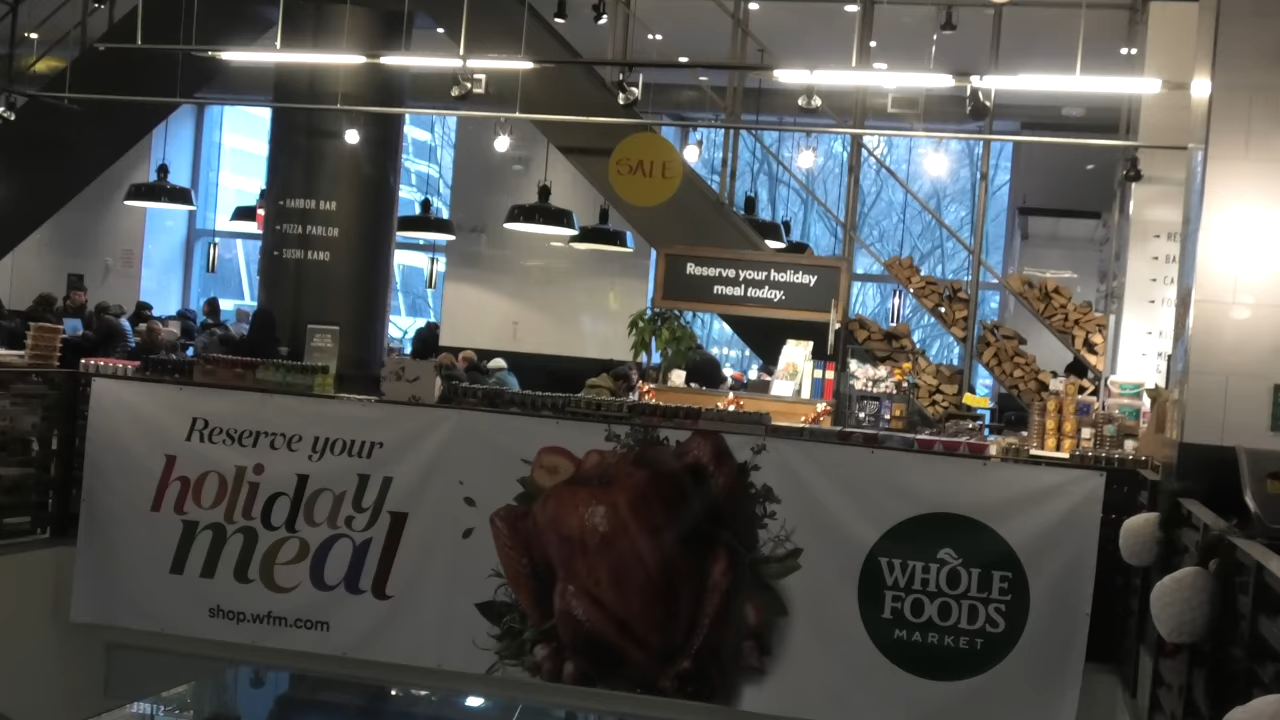 SALE
HARBOR BAR
PIZZA PARLOR
SUSHI KANO
Reserve your holiday
meal today.
Reserve your
holiday
meal
shop.wfm.com
WHOLE
FOODS
MARKET